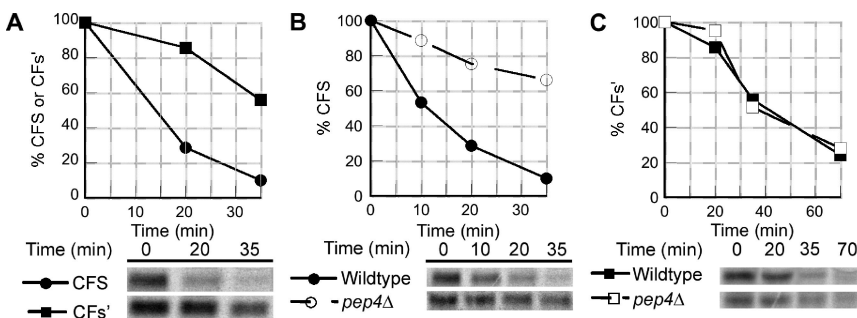 A
% CFS or CFs'
100
80
60
40
20
0
0 10 20 30
Time (min)
Time (min) 0 20 35
CFS
CFs'
B
% CFS
100
80
60
40
20
0
0 10 20 30
Time (min)
Time (min) 0 10 20 35
Wildtype
pep4Δ
C
% CFs'
100
80
60
40
20
0
0 20 40 60
Time (min)
Time (min) 0 20 35 70
Wildtype
pep4Δ